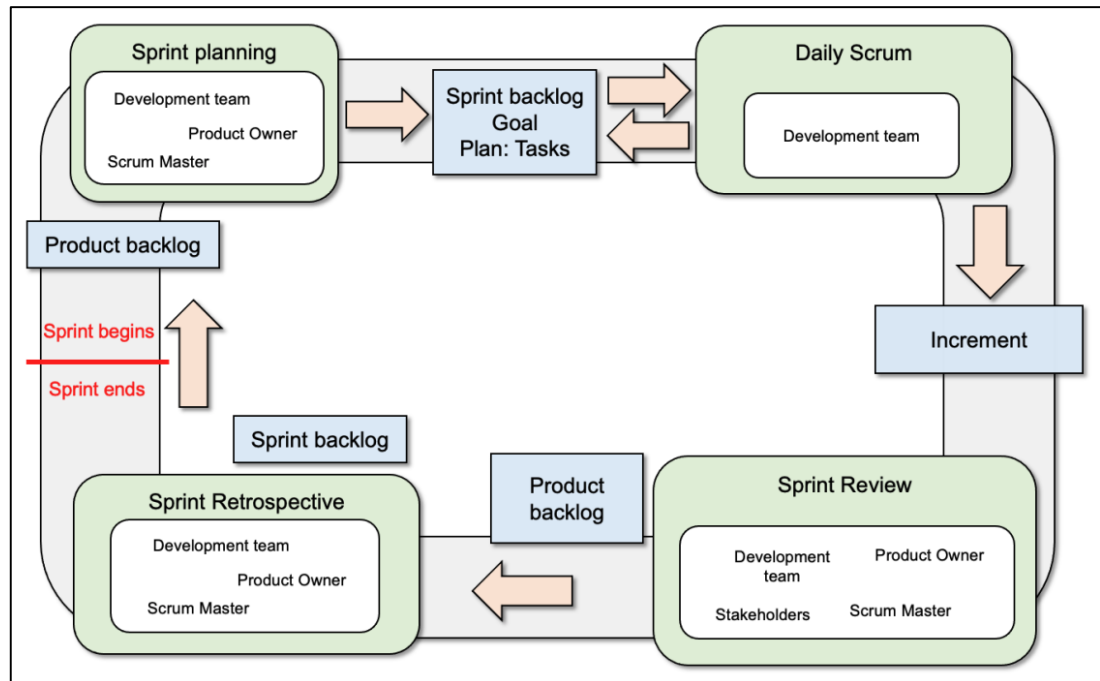 Sprint planning
Development team
Product Owner
Scrum Master
Sprint backlog
Goal
Plan: Tasks
Daily Scrum
Development team
Product backlog
Sprint begins
Sprint ends
Increment
Sprint backlog
Sprint Retrospective
Development team
Product Owner
Scrum Master
Product
backlog
Sprint Review
Development
team
Product Owner
Stakeholders
Scrum Master